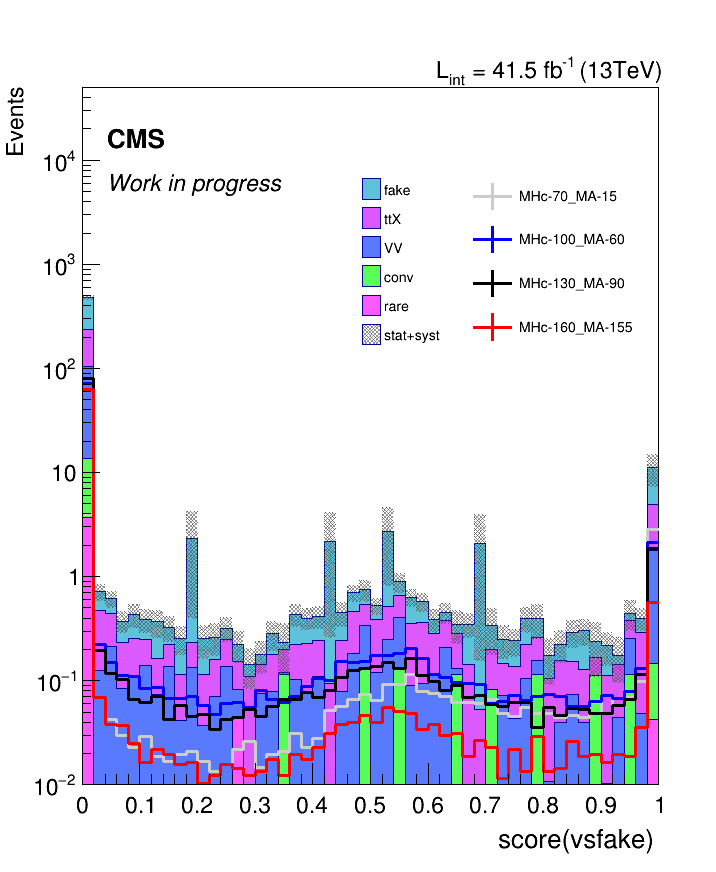 L_int = 41.5 fb^-1 (13TeV)
Events
CMS
Work in progress
fake
ttX
VV
conv
rare
stat+syst
MHc-70_MA-15
MHc-100_MA-60
MHc-130_MA-90
MHc-160_MA-155
10^4
10^3
10^2
10
1
10^-1
10^-2
0 0.1 0.2 0.3 0.4 0.5 0.6 0.7 0.8 0.9 1
score(vsfake)